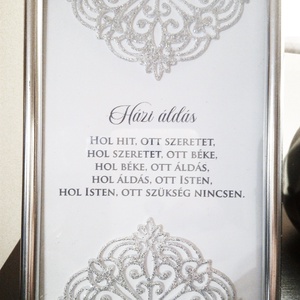 Házi áldás
Hol hit, ott szeretet,
hol szeretet, ott béke,
hol béke, ott áldás,
hol áldás, ott Isten,
hol Isten, ott szükség nincsen.